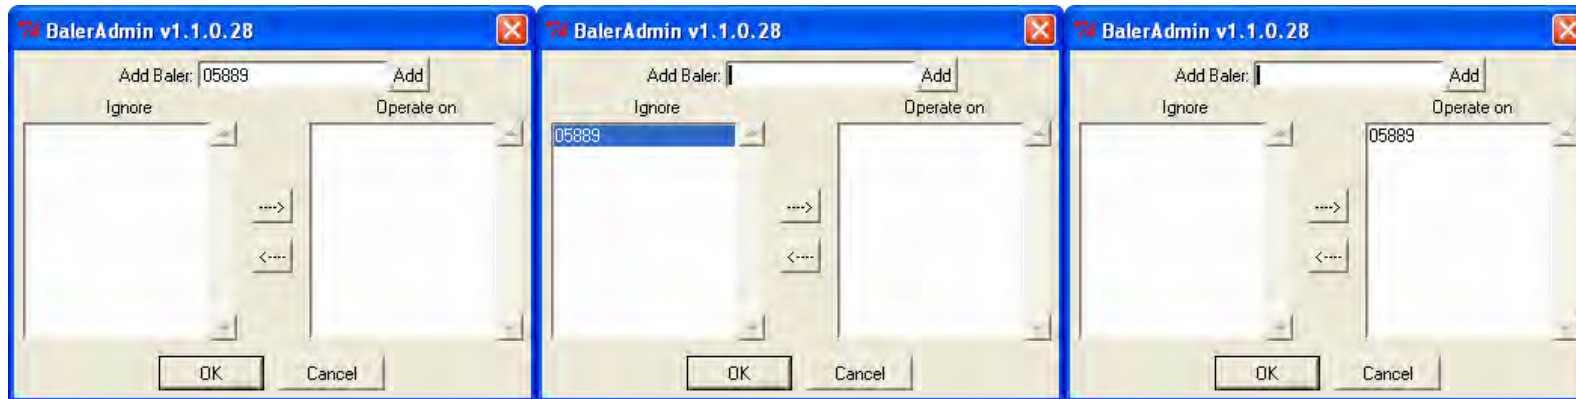 BalerAdmin v1.1.0.28
Add Baler: 05889 Add
Ignore Operate on
---->
<----
OK Cancel
BalerAdmin v1.1.0.28
Add Baler: Add
Ignore Operate on
05889
---->
<----
OK Cancel
BalerAdmin v1.1.0.28
Add Baler: Add
Ignore Operate on
05889
---->
<----
OK Cancel